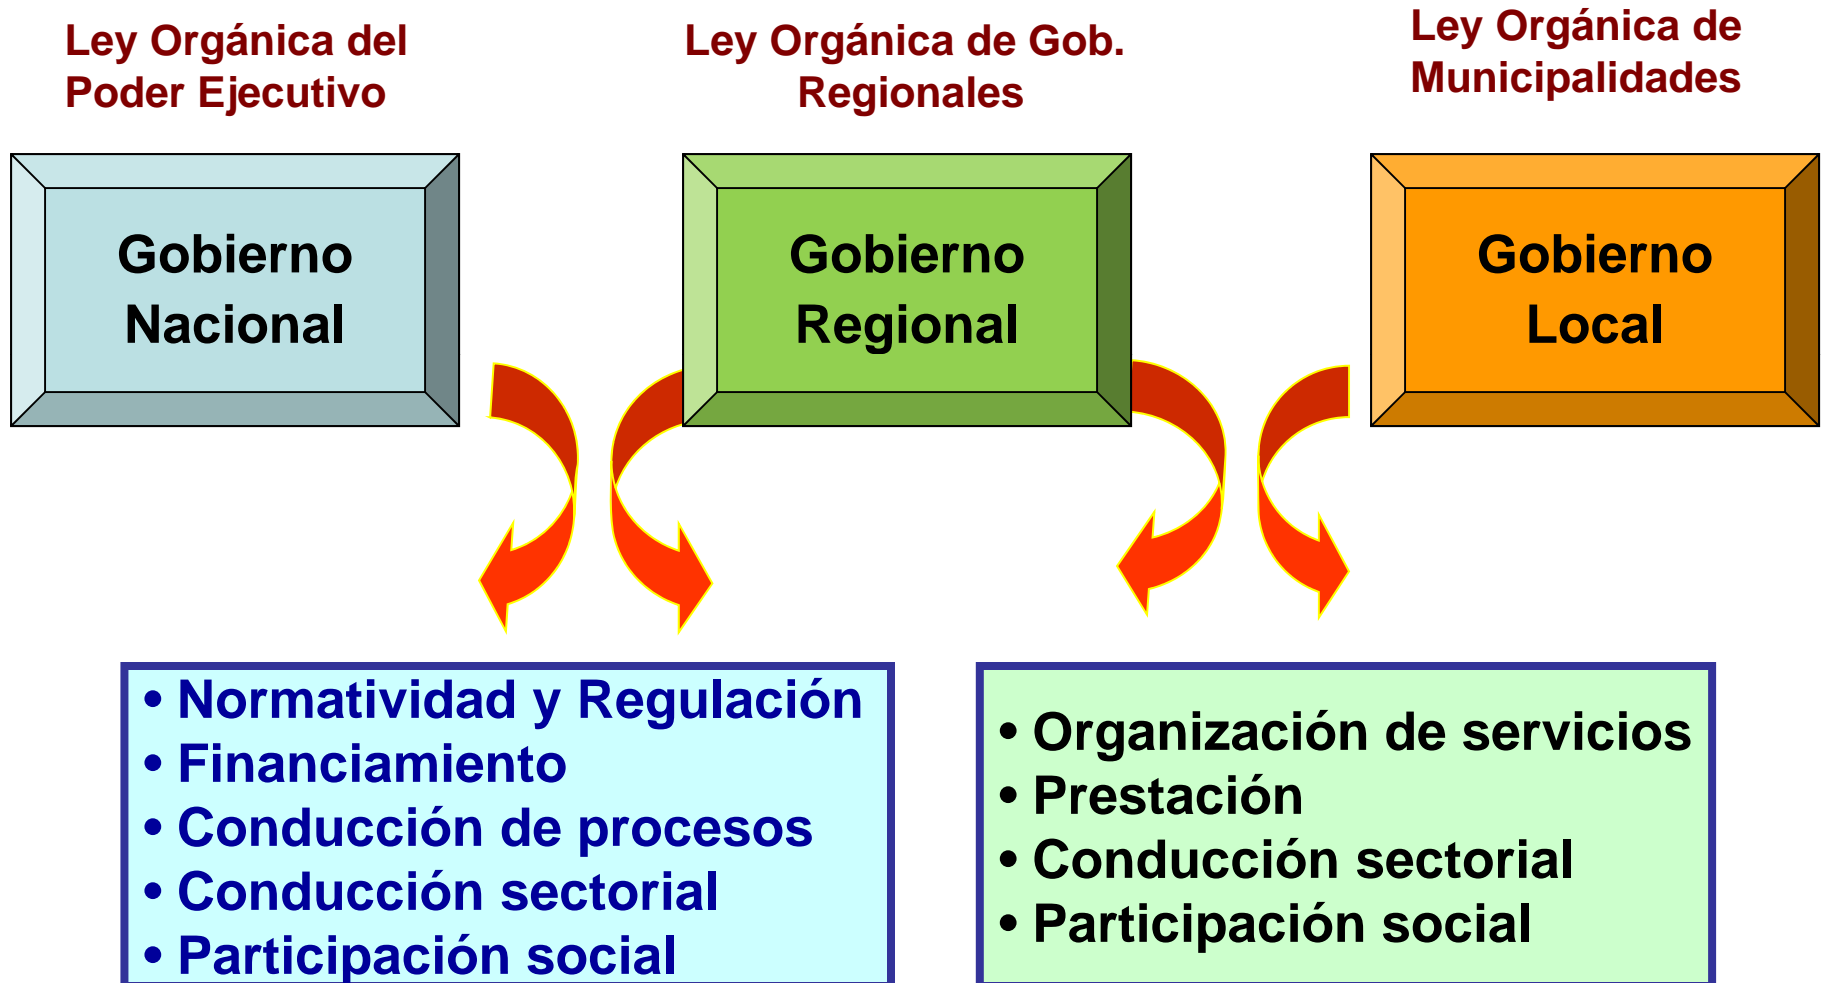 Ley Orgánica del
Poder Ejecutivo
Ley Orgánica de Gob.
Regionales
Ley Orgánica de
Municipalidades
Gobierno
Nacional
Gobierno
Regional
Gobierno
Local
• Normatividad y Regulación
• Financiamiento
• Conducción de procesos
• Conducción sectorial
• Participación social
• Organización de servicios
• Prestación
• Conducción sectorial
• Participación social